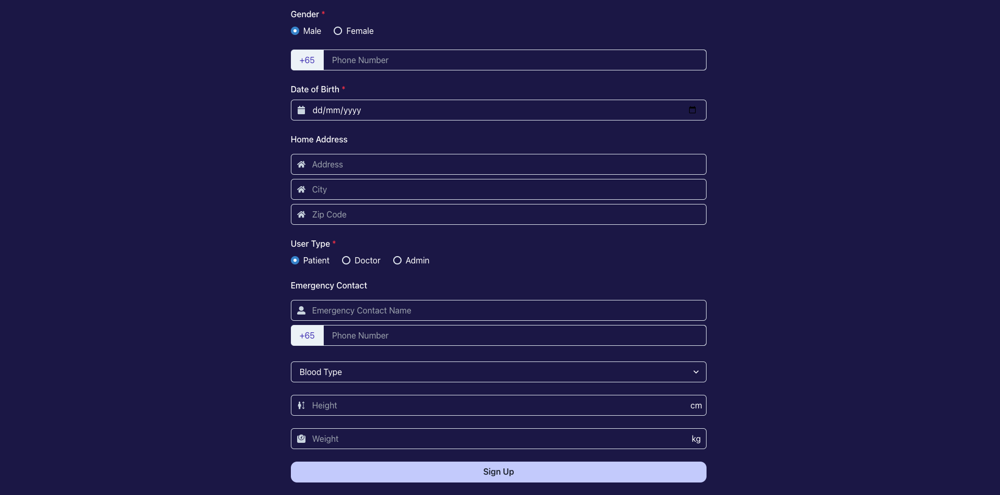 Gender *
Male Female
+65 Phone Number
Date of Birth *
dd/mm/yyyy
Home Address
Address
City
Zip Code
User Type *
Patient Doctor Admin
Emergency Contact
Emergency Contact Name
+65 Phone Number
Blood Type
Height cm
Weight kg
Sign Up